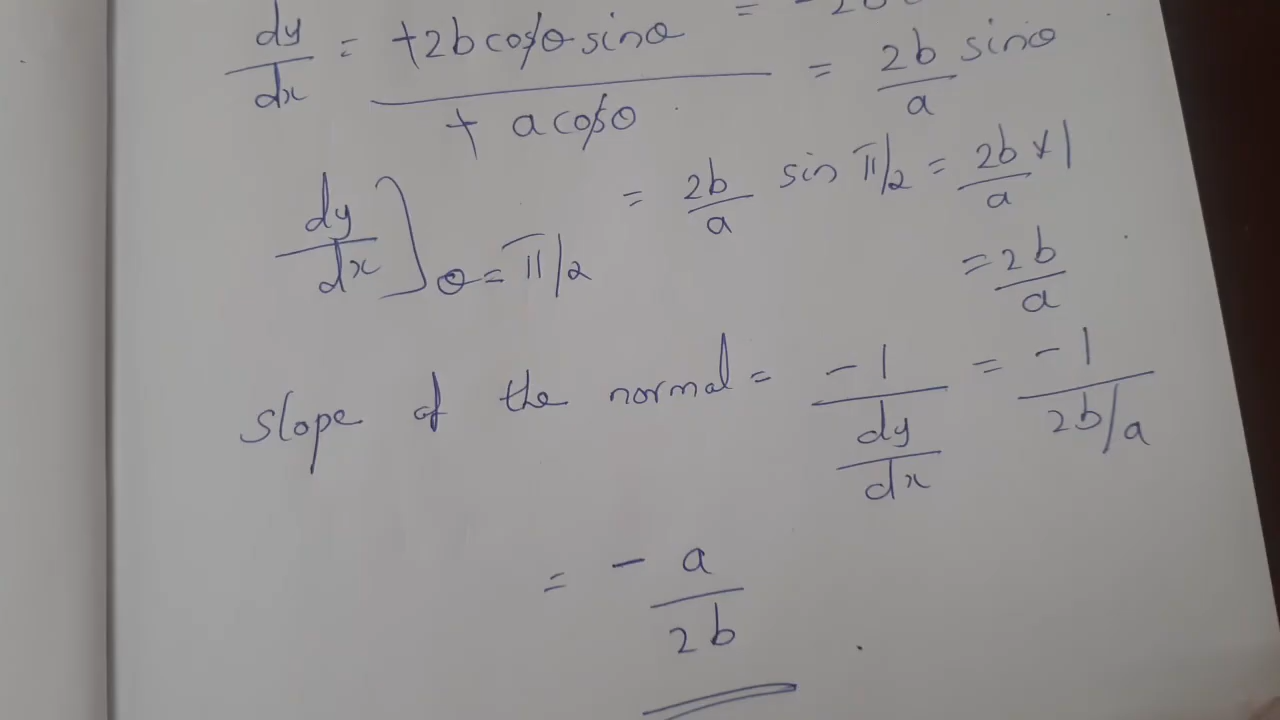 = - 2b
dy/dx = +2b cosθ sinθ / + a cosθ = 2b/a sinθ
dy/dx]θ = π/2 = 2b/a sin π/2 = 2b/a × 1
= 2b/a
slope of the normal = -1 / dy/dx = -1 / 2b/a
= - a/2b